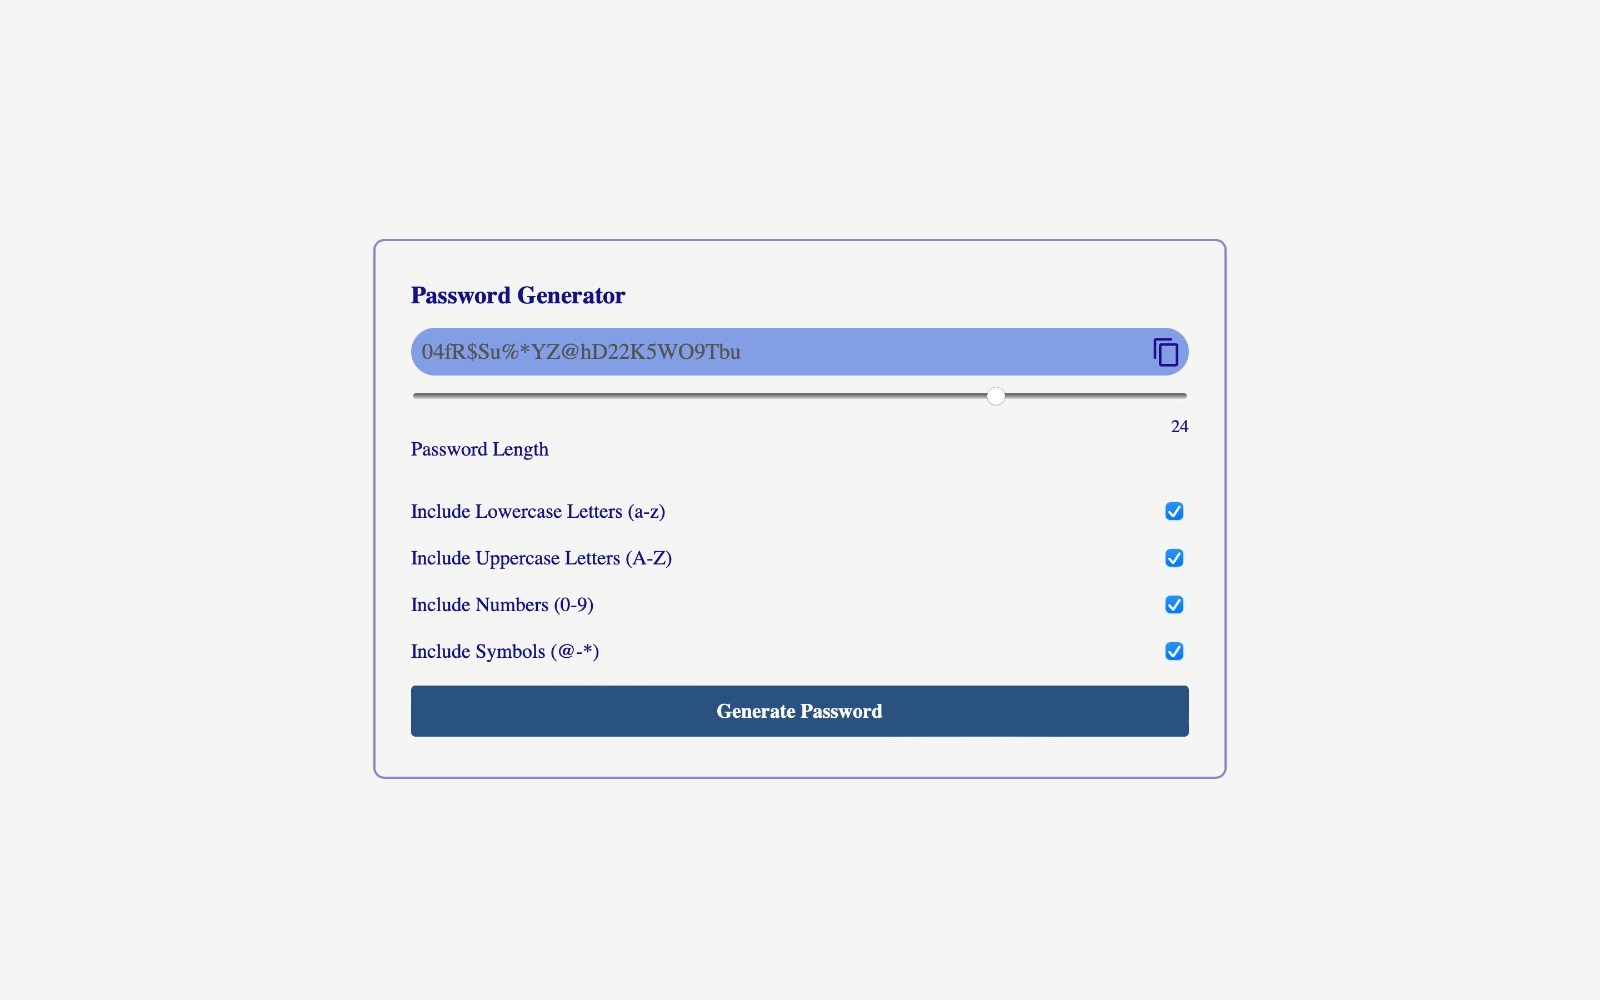 Password Generator
04fR$Su%*YZ@hD22K5WO9Tbu
24
Password Length
Include Lowercase Letters (a-z)
Include Uppercase Letters (A-Z)
Include Numbers (0-9)
Include Symbols (@-*)
Generate Password